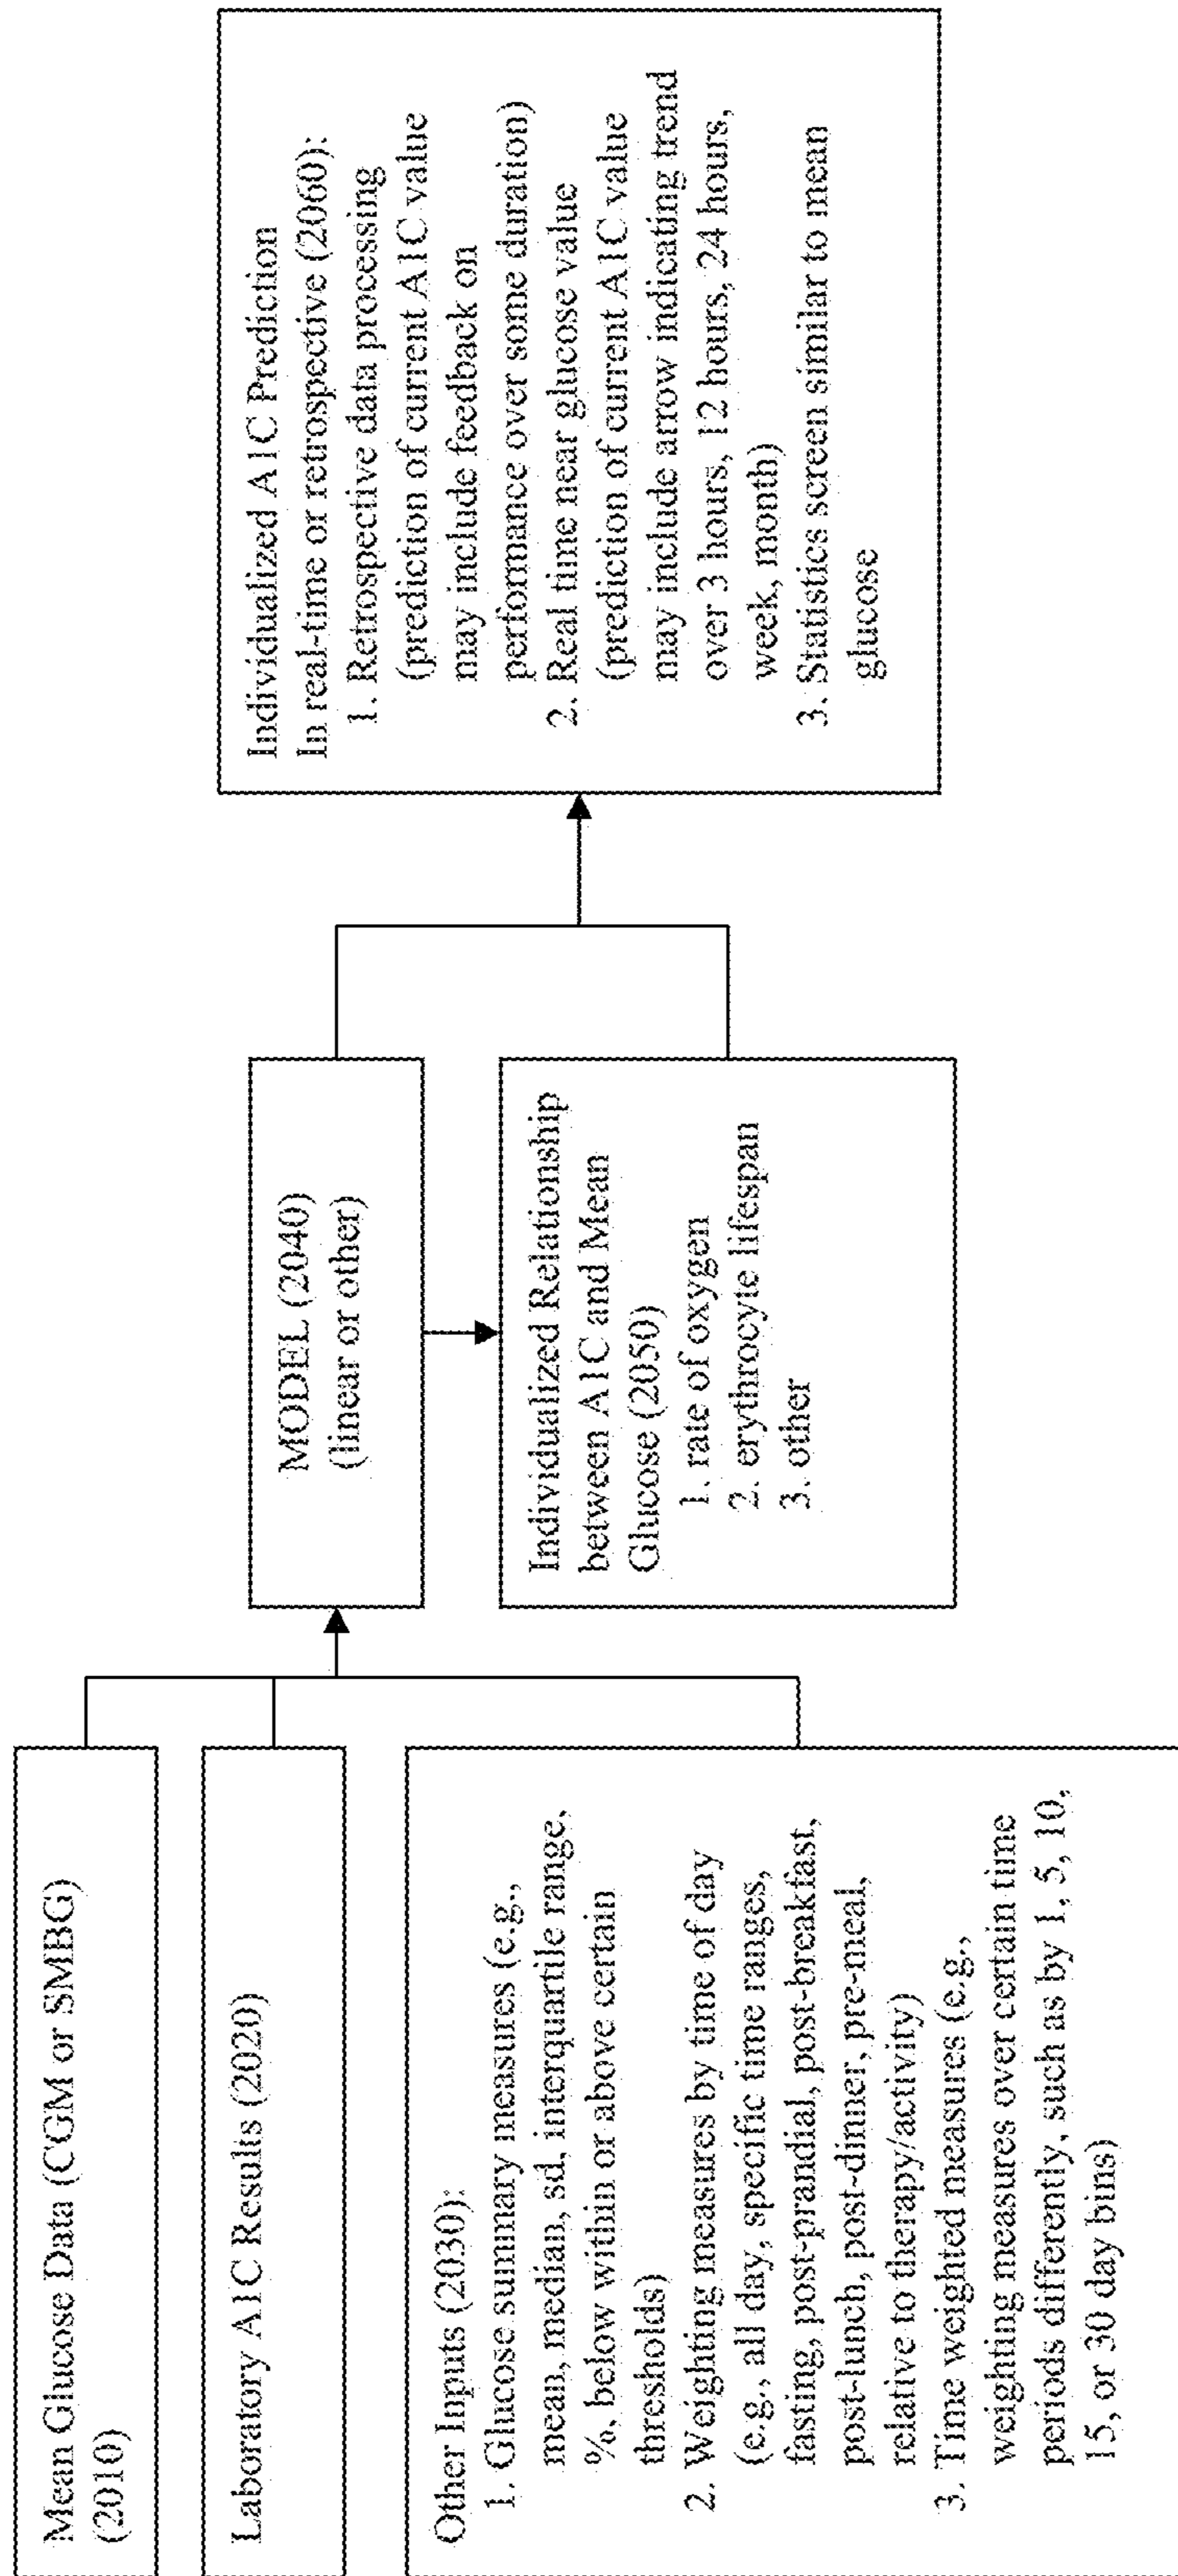 Mean Glucose Data (CGM or SMBG)
(2010)
Laboratory A1C Results (2020)
Other Inputs (2030):
1. Glucose summary measures (e.g.,
mean, median, sd, interquartile range,
%, below within or above certain
thresholds)
2. Weighting measures by time of day
(e.g., all day, specific time ranges,
fasting, post-prandial, post-breakfast,
post-lunch, post-dinner, pre-meal,
relative to therapy/activity)
3. Time weighted measures (e.g.,
weighting measures over certain time
periods differently, such as by 1, 5, 10,
15, or 30 day bins)
MODEL (2040)
(linear or other)
Individualized Relationship
between A1C and Mean
Glucose (2050)
1. rate of oxygen
2. erythrocyte lifespan
3. other
Individualized A1C Prediction
In real-time or retrospective (2060):
1. Retrospective data processing
(prediction of current A1C value
may include feedback on
performance over some duration)
2. Real time near glucose value
(prediction of current A1C value
may include arrow indicating trend
over 3 hours, 12 hours, 24 hours,
week, month)
3. Statistics screen similar to mean
glucose